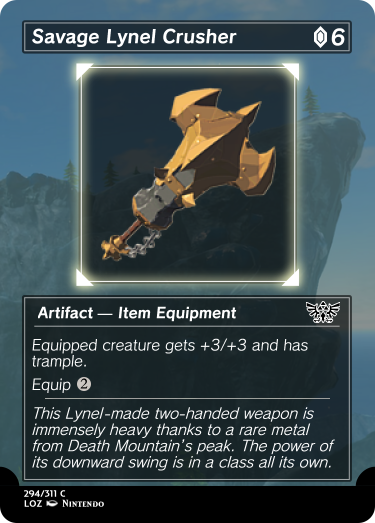 Savage Lynel Crusher 6
Artifact — Item Equipment
Equipped creature gets +3/+3 and has
trample.
Equip 2
This Lynel-made two-handed weapon is
immensely heavy thanks to a rare metal
from Death Mountain's peak. The power of
its downward swing is in a class all its own.
294/311 C
LOZ Nintendo